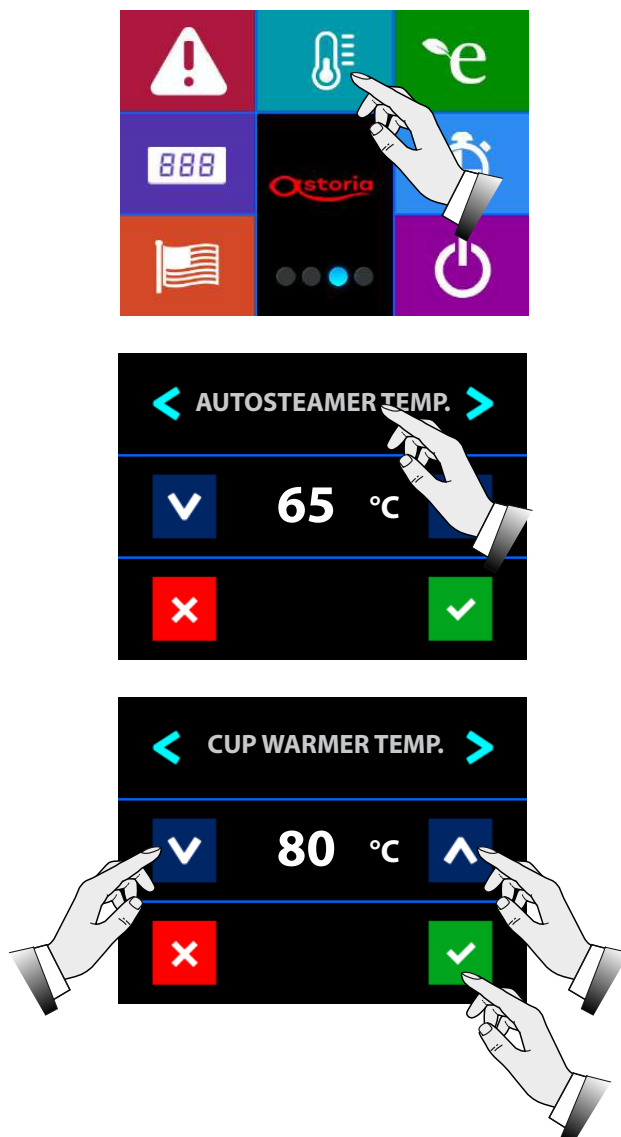 e
888
astoria
AUTOSTEAMER TEMP.
65 °C
CUP WARMER TEMP.
80 °C